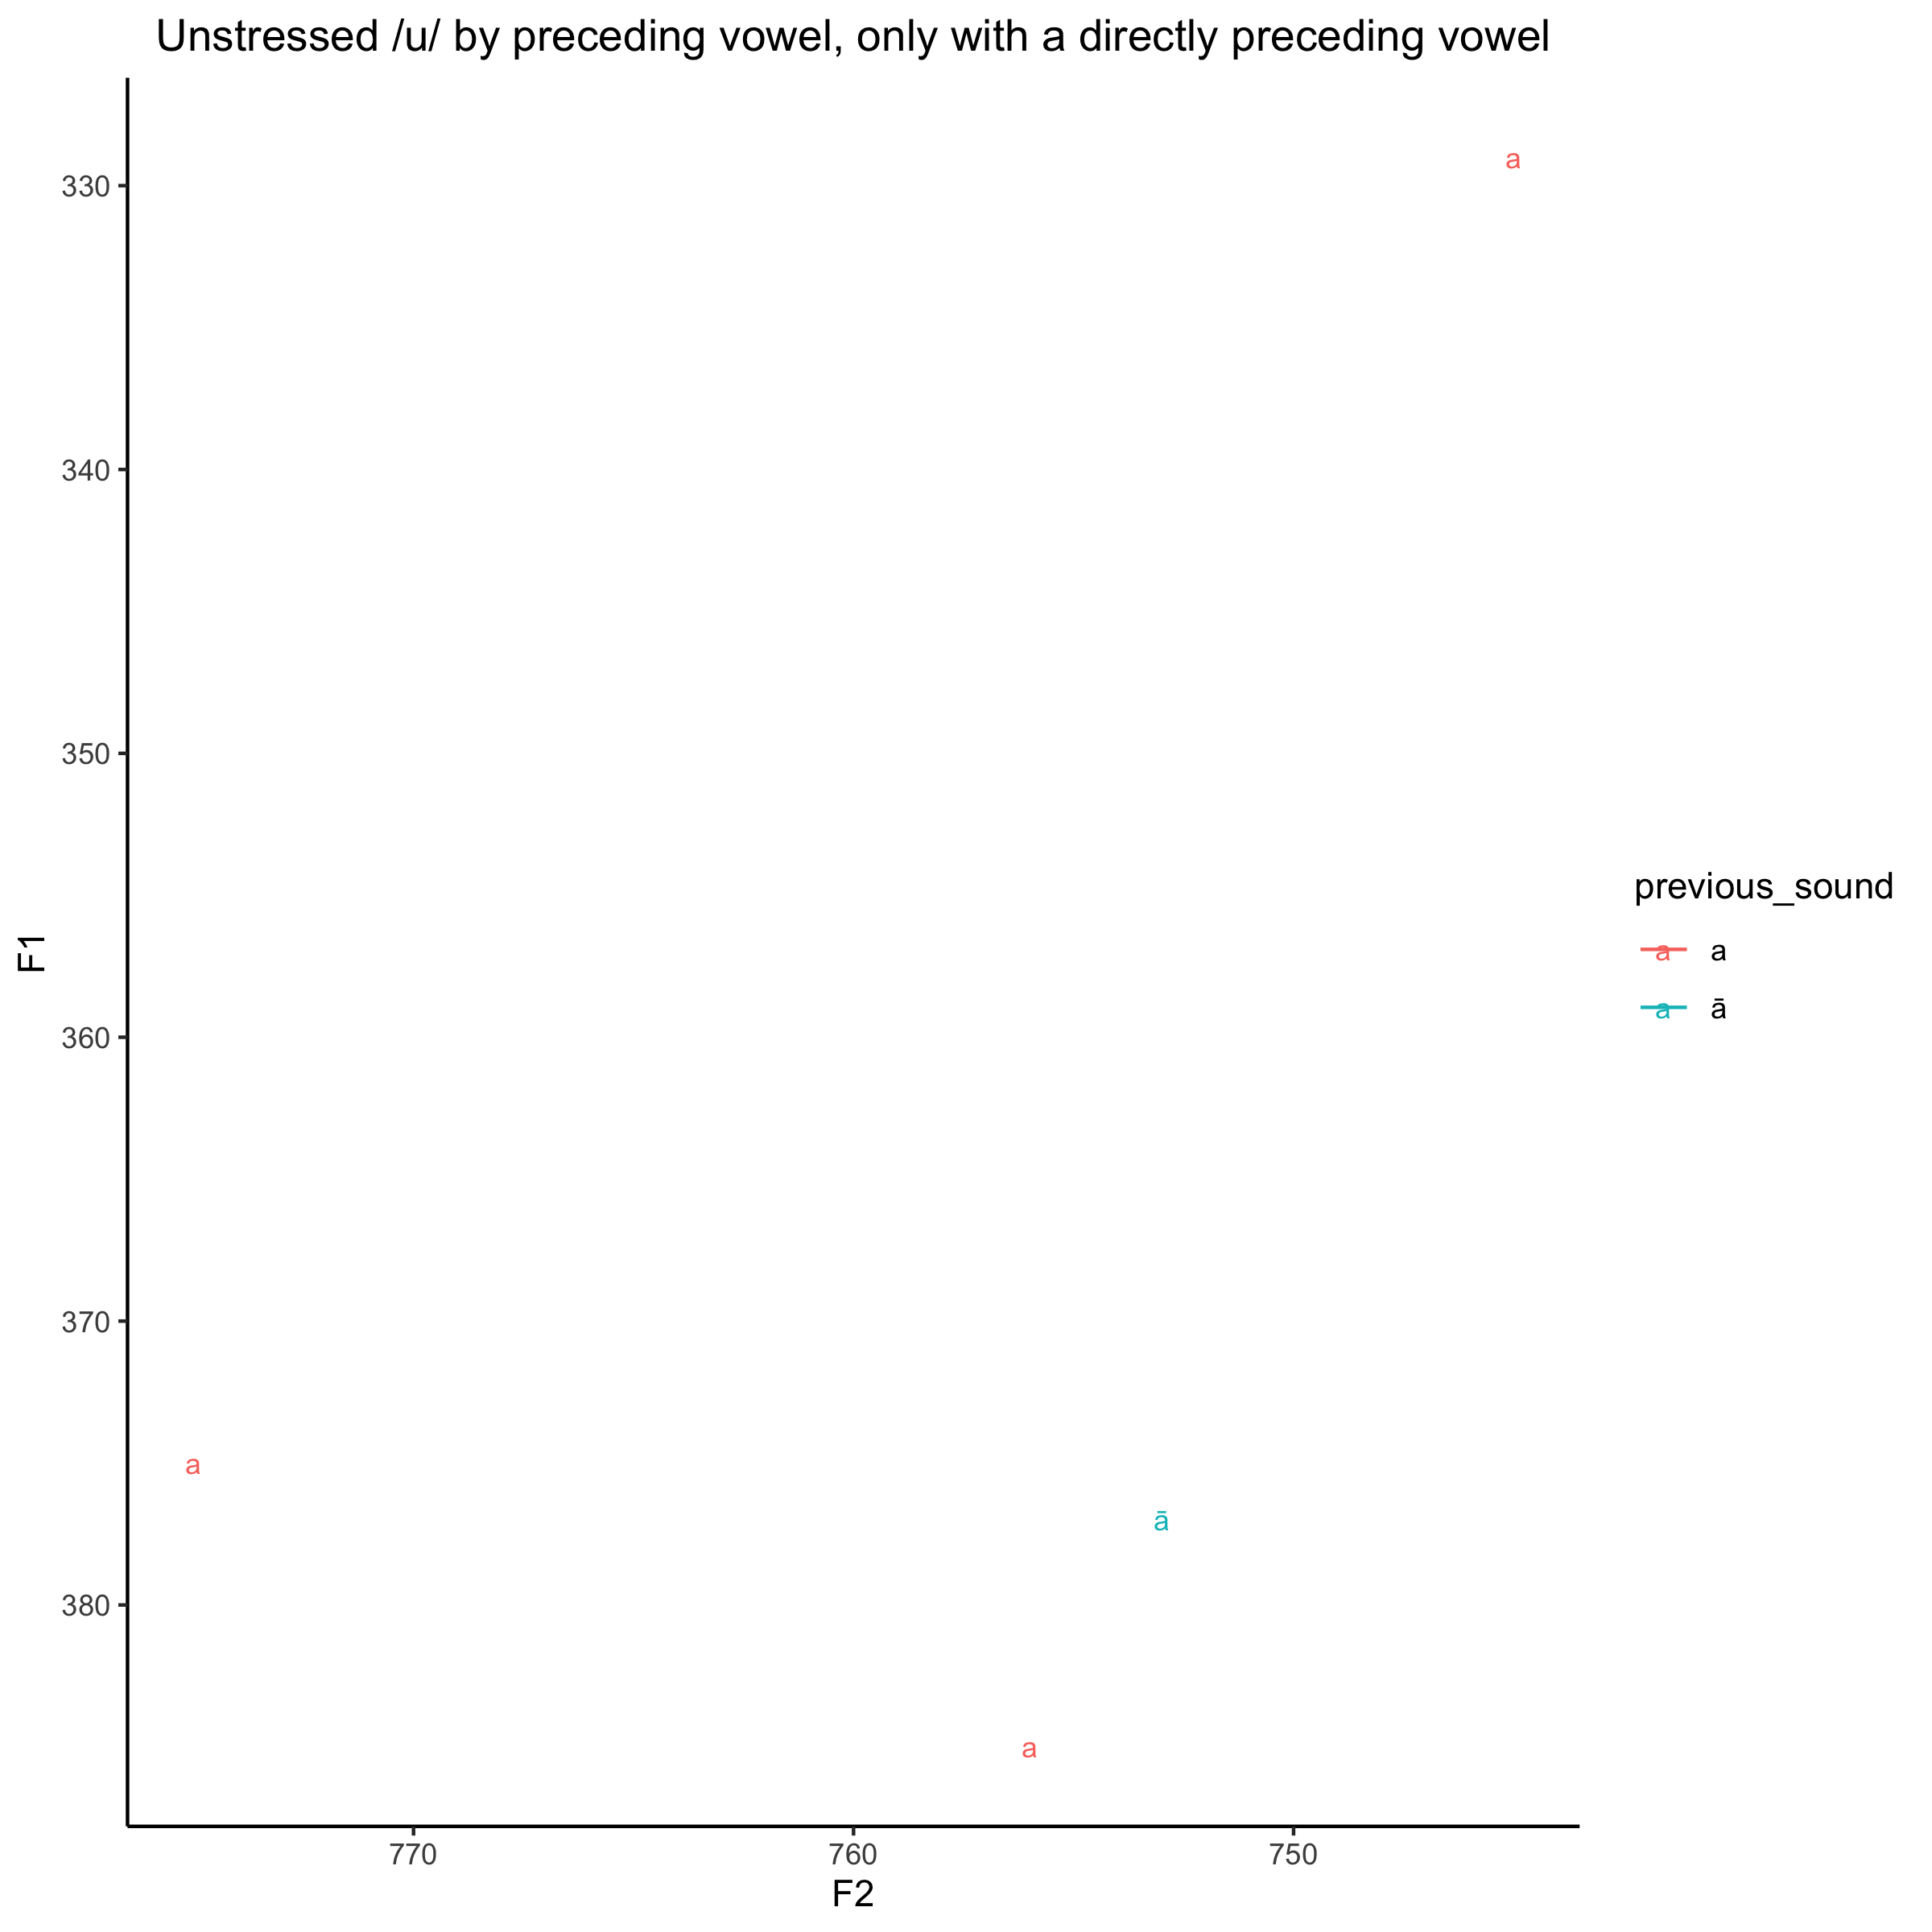 Unstressed /u/ by preceding vowel, only with a directly preceding vowel
a
330
340
350
F1
360
370
380
a
ā
a
770
760
750
F2
previous_sound
a a
a ā